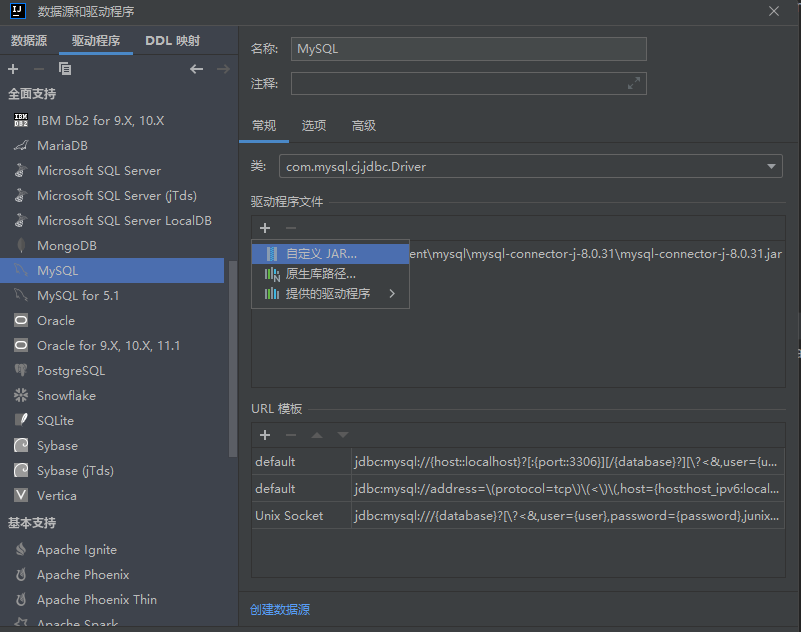 数据源和驱动程序
数据源
驱动程序
DDL 映射
全面支持
IBM Db2 for 9.X, 10.X
MariaDB
Microsoft SQL Server
Microsoft SQL Server (jTds)
Microsoft SQL Server LocalDB
MongoDB
MySQL
MySQL for 5.1
Oracle
Oracle for 9.X, 10.X, 11.1
PostgreSQL
Snowflake
SQLite
Sybase
Sybase (jTds)
Vertica
基本支持
Apache Ignite
Apache Phoenix
Apache Phoenix Thin
Apache Spark
名称: MySQL
注释:
常规
选项
高级
类: com.mysql.cj.jdbc.Driver
驱动程序文件
自定义 JAR...
ent\mysql\mysql-connector-j-8.0.31\mysql-connector-j-8.0.31.jar
原生库路径...
提供的驱动程序
URL 模板
default jdbc:mysql://{host::localhost}?[:{port::3306}][/{database}?][\?<&,user={u...
default jdbc:mysql://address=\(protocol=tcp\)\(<\)\(,host={host:host_ipv6:local...
Unix Socket jdbc:mysql:///{database}?[\?<&,user={user},password={password},junix...
创建数据源